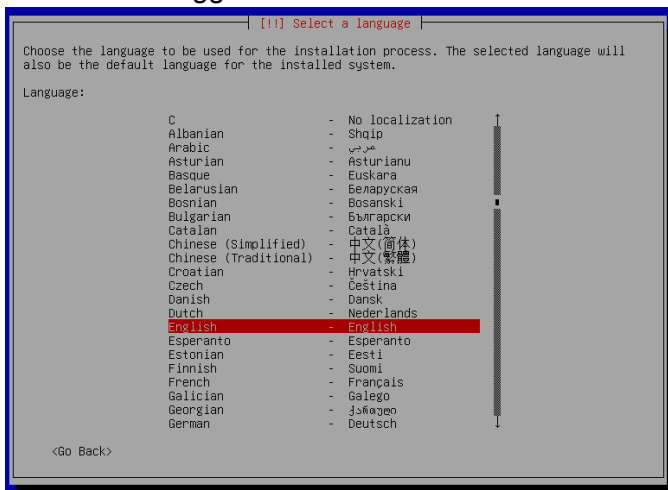 [!!] Select a language
Choose the language to be used for the installation process. The selected language will
also be the default language for the installed system.
Language:
C - No localization
Albanian - Shqip
Arabic - عربي
Asturian - Asturianu
Basque - Euskara
Belarusian - Беларуская
Bosnian - Bosanski
Bulgarian - Български
Catalan - Català
Chinese (Simplified) - 中文(简体)
Chinese (Traditional) - 中文(繁體)
Croatian - Hrvatski
Czech - Čeština
Danish - Dansk
Dutch - Nederlands
English - English
Esperanto - Esperanto
Estonian - Eesti
Finnish - Suomi
French - Français
Galician - Galego
Georgian - ქართული
German - Deutsch
<Go Back>